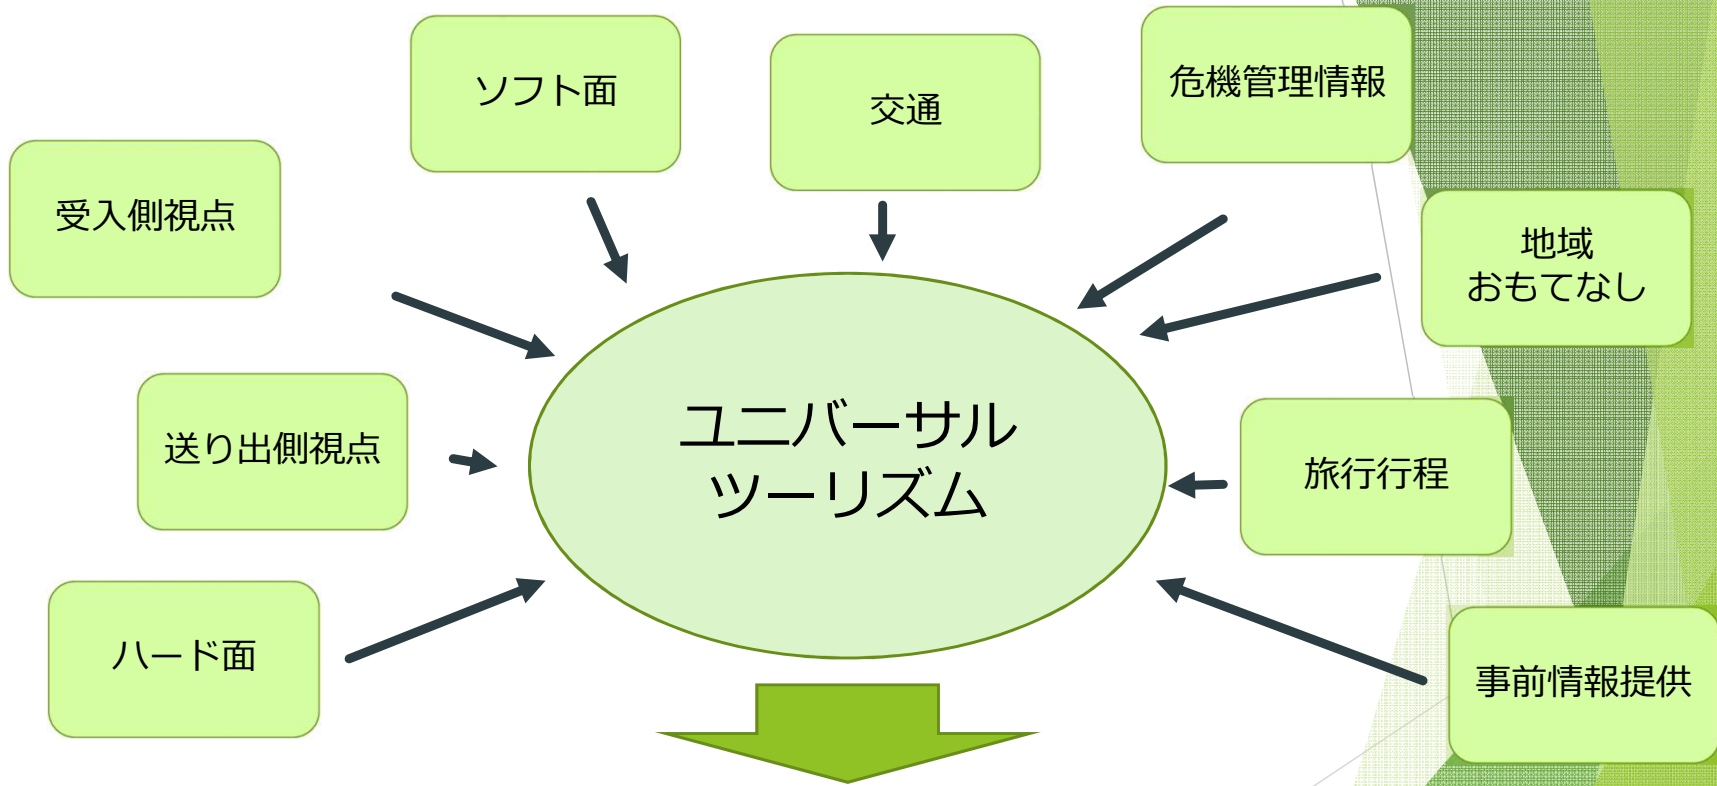 ソフト面
交通
危機管理情報
受入側視点
地域
おもてなし
ユニバーサル
ツーリズム
送り出側視点
旅行行程
ハード面
事前情報提供